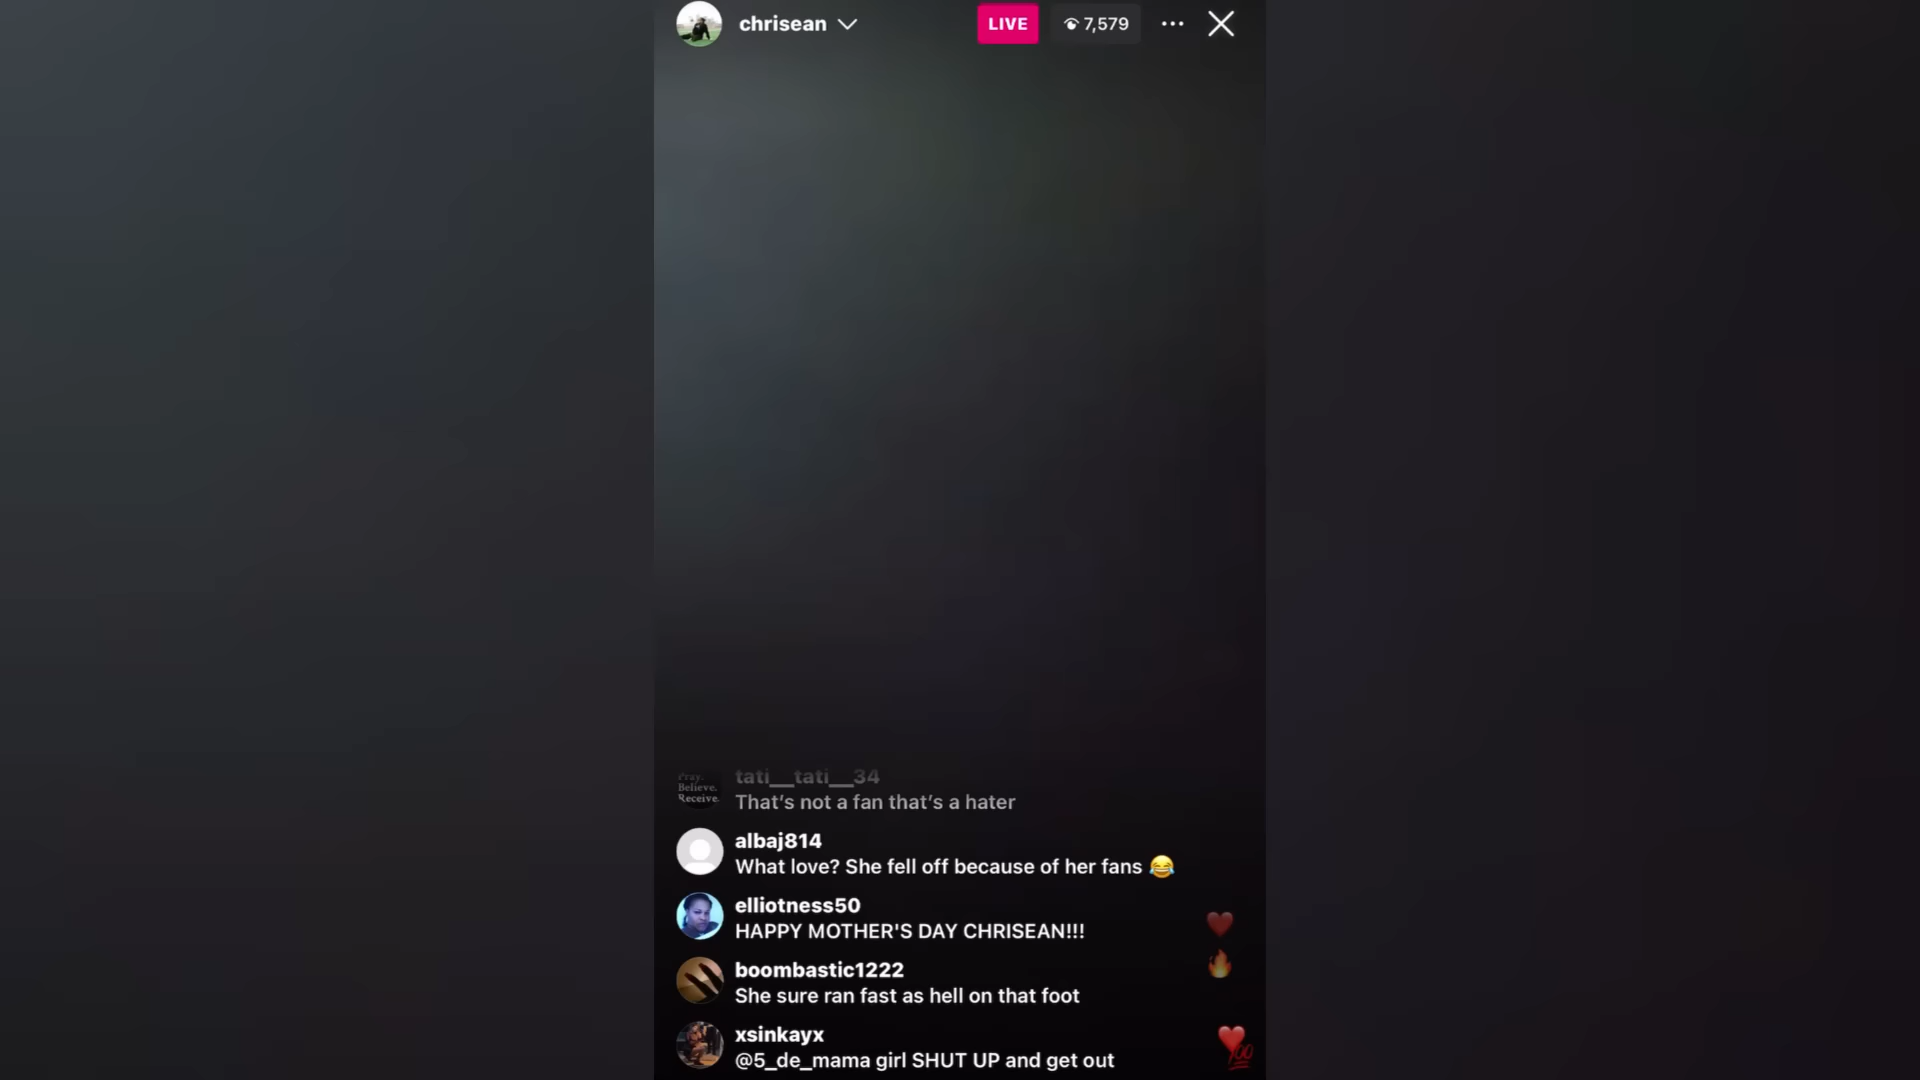 chrisean
LIVE
7,579
Pray.
Believe.
Receive.
tati__tati__34
That's not a fan that's a hater
albaj814
What love? She fell off because of her fans 😂
elliotness50
HAPPY MOTHER'S DAY CHRISEAN!!!
boombastic1222
She sure ran fast as hell on that foot
xsinkayx
@5_de_mama girl SHUT UP and get out